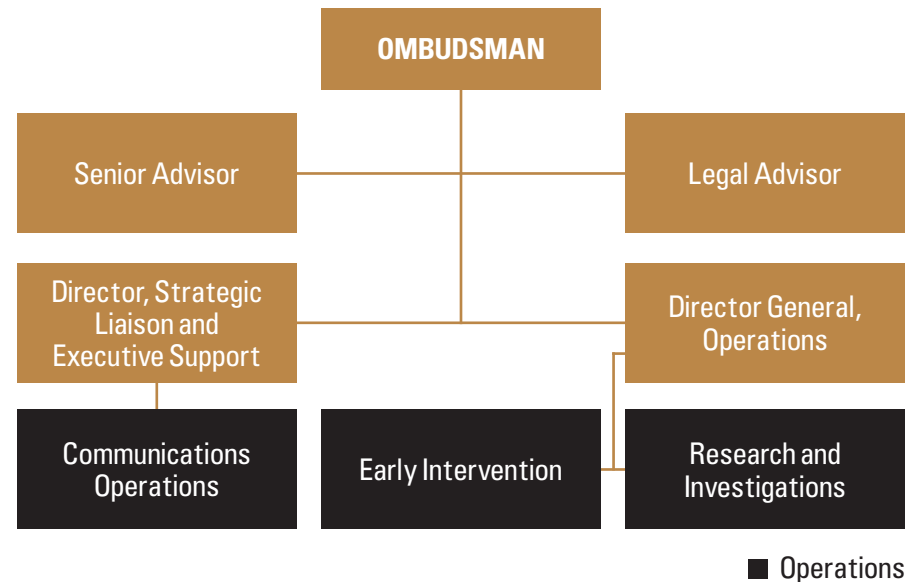 OMBUDSMAN
Senior Advisor
Legal Advisor
Director, Strategic
Liaison and
Executive Support
Director General,
Operations
Communications
Operations
Early Intervention
Research and
Investigations
Operations